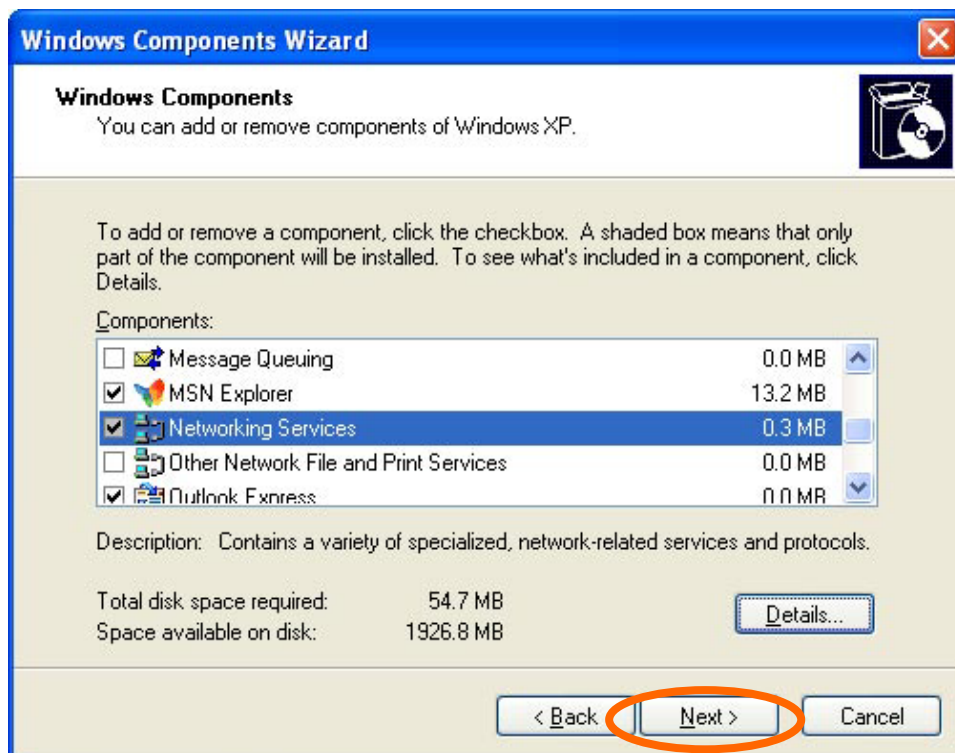 Windows Components Wizard
Windows Components
You can add or remove components of Windows XP.
To add or remove a component, click the checkbox. A shaded box means that only
part of the component will be installed. To see what's included in a component, click
Details.
Components:
Message Queuing 0.0 MB
MSN Explorer 13.2 MB
Networking Services 0.3 MB
Other Network File and Print Services 0.0 MB
Outlook Express 0.0 MB
Description: Contains a variety of specialized, network-related services and protocols.
Total disk space required: 54.7 MB
Space available on disk: 1926.8 MB
Details...
< Back Next > Cancel